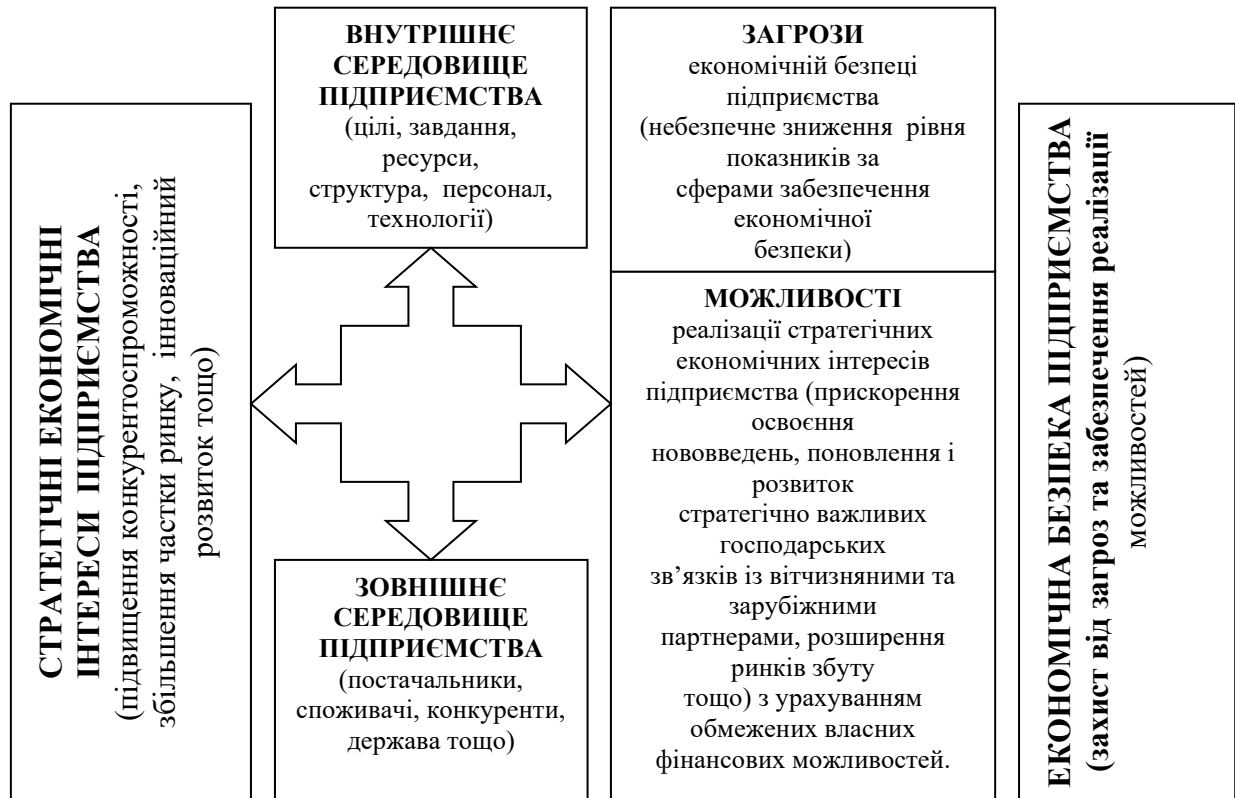 СТРАТЕГІЧНІ ЕКОНОМІЧНІ
ІНТЕРЕСИ ПІДПРИЄМСТВА
(підвищення конкурентоспроможності,
збільшення частки ринку, інноваційний
розвиток тощо)
ВНУТРІШНЄ
СЕРЕДОВИЩЕ
ПІДПРИЄМСТВА
(цілі, завдання,
ресурси,
структура, персонал,
технології)
ЗОВНІШНЄ
СЕРЕДОВИЩЕ
ПІДПРИЄМСТВА
(постачальники,
споживачі, конкуренти,
держава тощо)
ЗАГРОЗИ
економічній безпеці
підприємства
(небезпечне зниження рівня
показників за
сферами забезпечення
економічної
безпеки)
МОЖЛИВОСТІ
реалізації стратегічних
економічних інтересів
підприємства (прискорення
освоєння
нововведень, поновлення і
розвиток
стратегічно важливих
господарських
зв’язків із вітчизняними та
зарубіжними
партнерами, розширення
ринків збуту
тощо) з урахуванням
обмежених власних
фінансових можливостей.
ЕКОНОМІЧНА БЕЗПЕКА ПІДПРИЄМСТВА
(захист від загроз та забезпечення реалізації
можливостей)